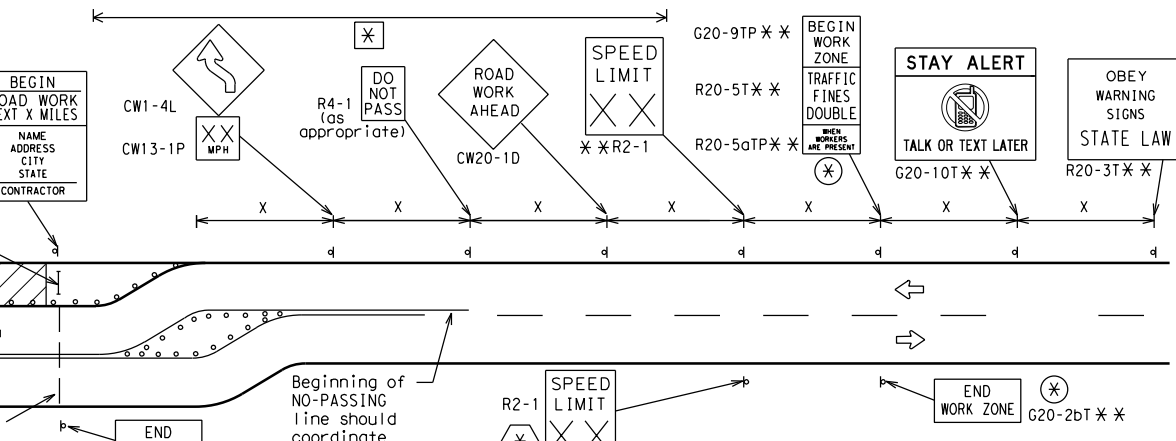 BEGIN
ROAD WORK
NEXT X MILES
NAME
ADDRESS
CITY
STATE
CONTRACTOR
CW1-4L
CW13-1P
XX
MPH
*
R4-1
(as
appropriate)
DO
NOT
PASS
ROAD
WORK
AHEAD
CW20-1D
SPEED
LIMIT
X X
**R2-1
G20-9TP**
R20-5T**
R20-5aTP**
BEGIN
WORK
ZONE
TRAFFIC
FINES
DOUBLE
WHEN
WORKERS
ARE PRESENT
*
STAY ALERT
TALK OR TEXT LATER
G20-10T**
OBEY
WARNING
SIGNS
STATE LAW
R20-3T**
X X X X X X X
Beginning of
NO-PASSING
line should
coordinate
R2-1
*
SPEED
LIMIT
X X
END
WORK ZONE
*
G20-2bT**
END